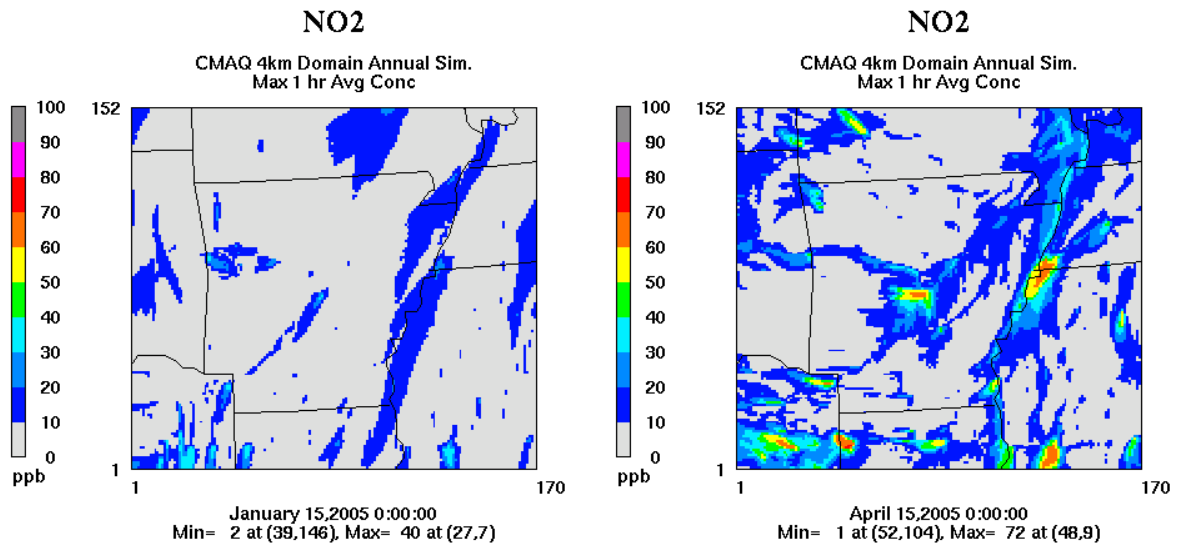 NO2
CMAQ 4km Domain Annual Sim.
Max 1 hr Avg Conc
100
90
80
70
60
50
40
30
20
10
0
ppb
152
1
1
170
January 15,2005 0:00:00
Min= 2 at (39,146), Max= 40 at (27,7)
NO2
CMAQ 4km Domain Annual Sim.
Max 1 hr Avg Conc
100
90
80
70
60
50
40
30
20
10
0
ppb
152
1
1
170
April 15,2005 0:00:00
Min= 1 at (52,104), Max= 72 at (48,9)